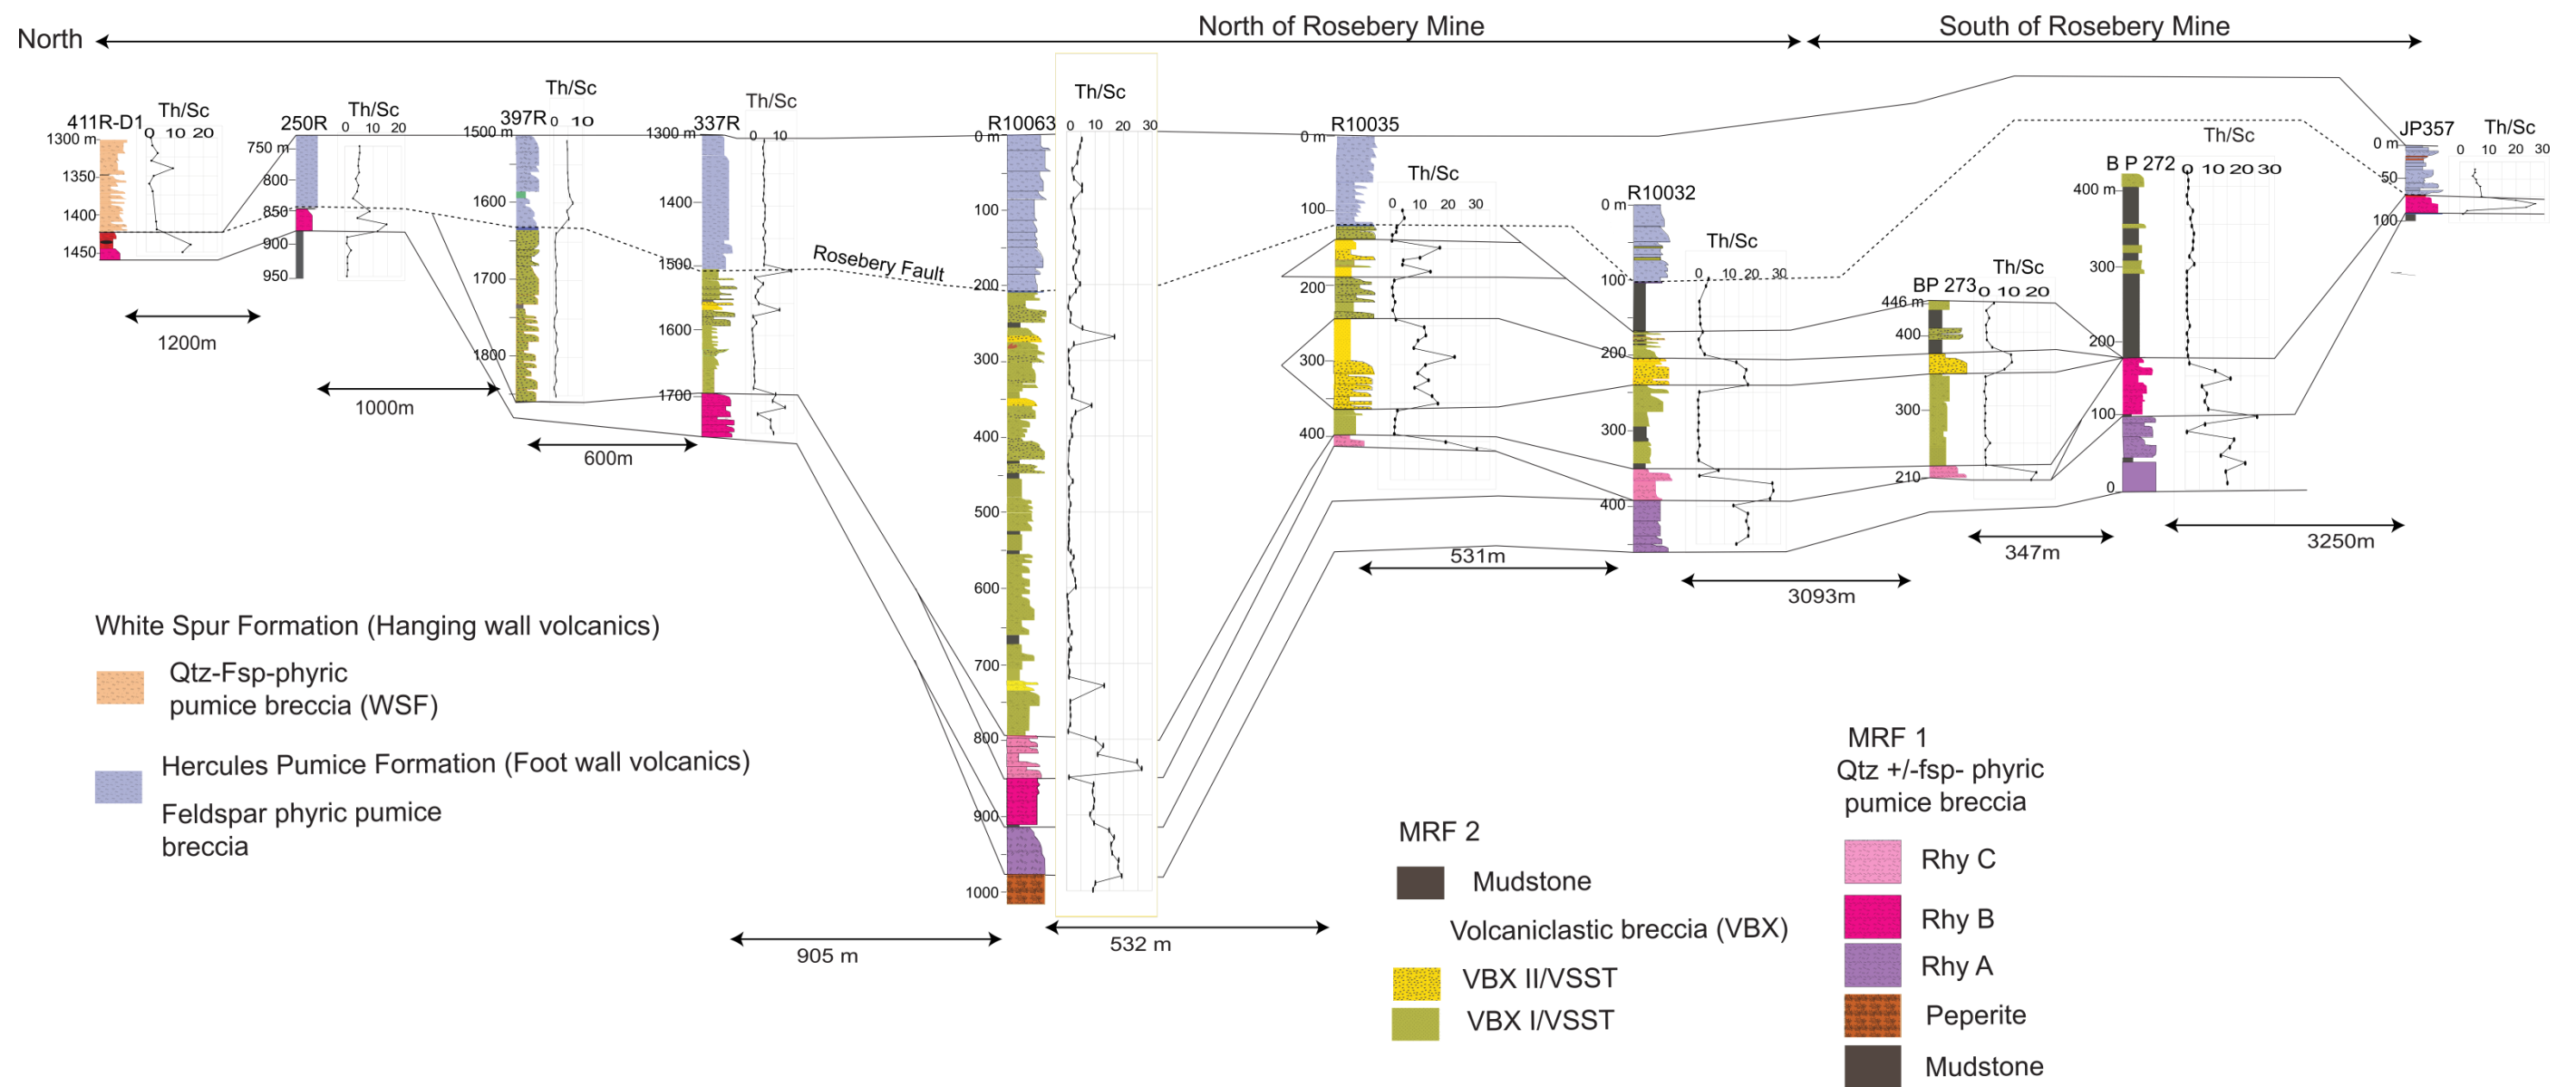 North
North of Rosebery Mine
South of Rosebery Mine
411R-D1
Th/Sc
0 10 20
1300 m
1350
1400
1450
1200m
250R
Th/Sc
0 10 20
750 m
800
850
900
950
1000m
397R
Th/Sc
0 10
1500 m
1600
1700
1800
600m
337R
Th/Sc
0 10
1300 m
1400
1500
1600
1700
Rosebery Fault
905 m
R10063
Th/Sc
0 10 20 30
0 m
100
200
300
400
500
600
700
800
900
1000
532 m
R10035
Th/Sc
0 10 20 30
0 m
100
200
300
400
531m
R10032
Th/Sc
0 10 20 30
0 m
100
200
300
400
3093m
BP 273
Th/Sc
0 10 20
446 m
400
300
210
347m
B P 272
Th/Sc
0 10 20 30
400 m
300
200
100
0
3250m
JP357
Th/Sc
0 10 20 30
0 m
50
100
White Spur Formation (Hanging wall volcanics)
Qtz-Fsp-phyric
pumice breccia (WSF)
Hercules Pumice Formation (Foot wall volcanics)
Feldspar phyric pumice
breccia
MRF 2
Mudstone
Volcaniclastic breccia (VBX)
VBX II/VSST
VBX I/VSST
MRF 1
Qtz +/-fsp- phyric
pumice breccia
Rhy C
Rhy B
Rhy A
Peperite
Mudstone